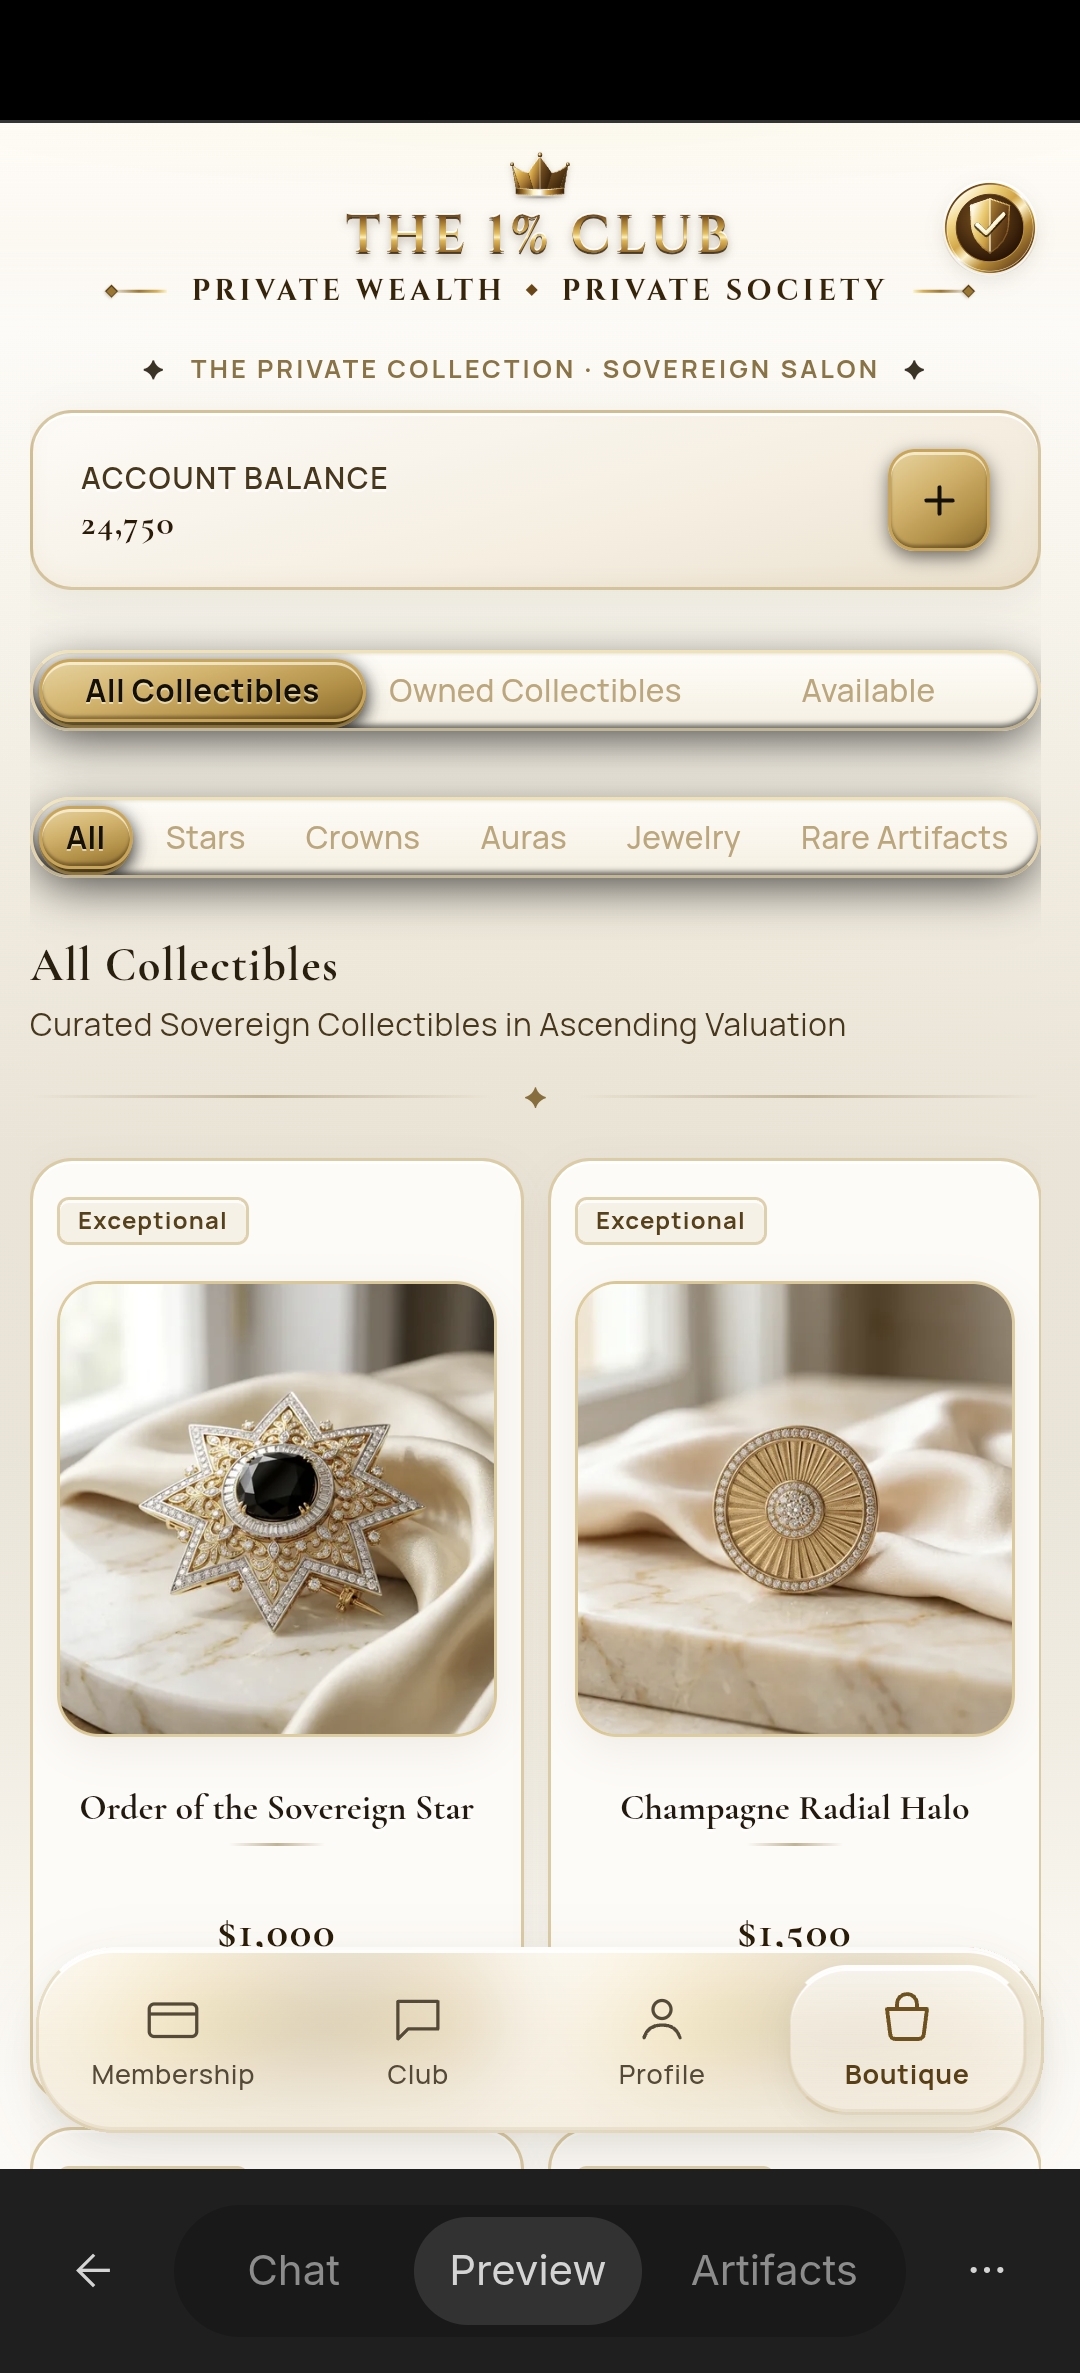 THE 1% CLUB
PRIVATE WEALTH ◆ PRIVATE SOCIETY
✦ THE PRIVATE COLLECTION · SOVEREIGN SALON ✦
ACCOUNT BALANCE
24,750
+
All Collectibles Owned Collectibles Available
All Stars Crowns Auras Jewelry Rare Artifacts
All Collectibles
Curated Sovereign Collectibles in Ascending Valuation
Exceptional Exceptional
Order of the Sovereign Star Champagne Radial Halo
$1,000 $1,500
Membership Club Profile Boutique
Chat Preview Artifacts